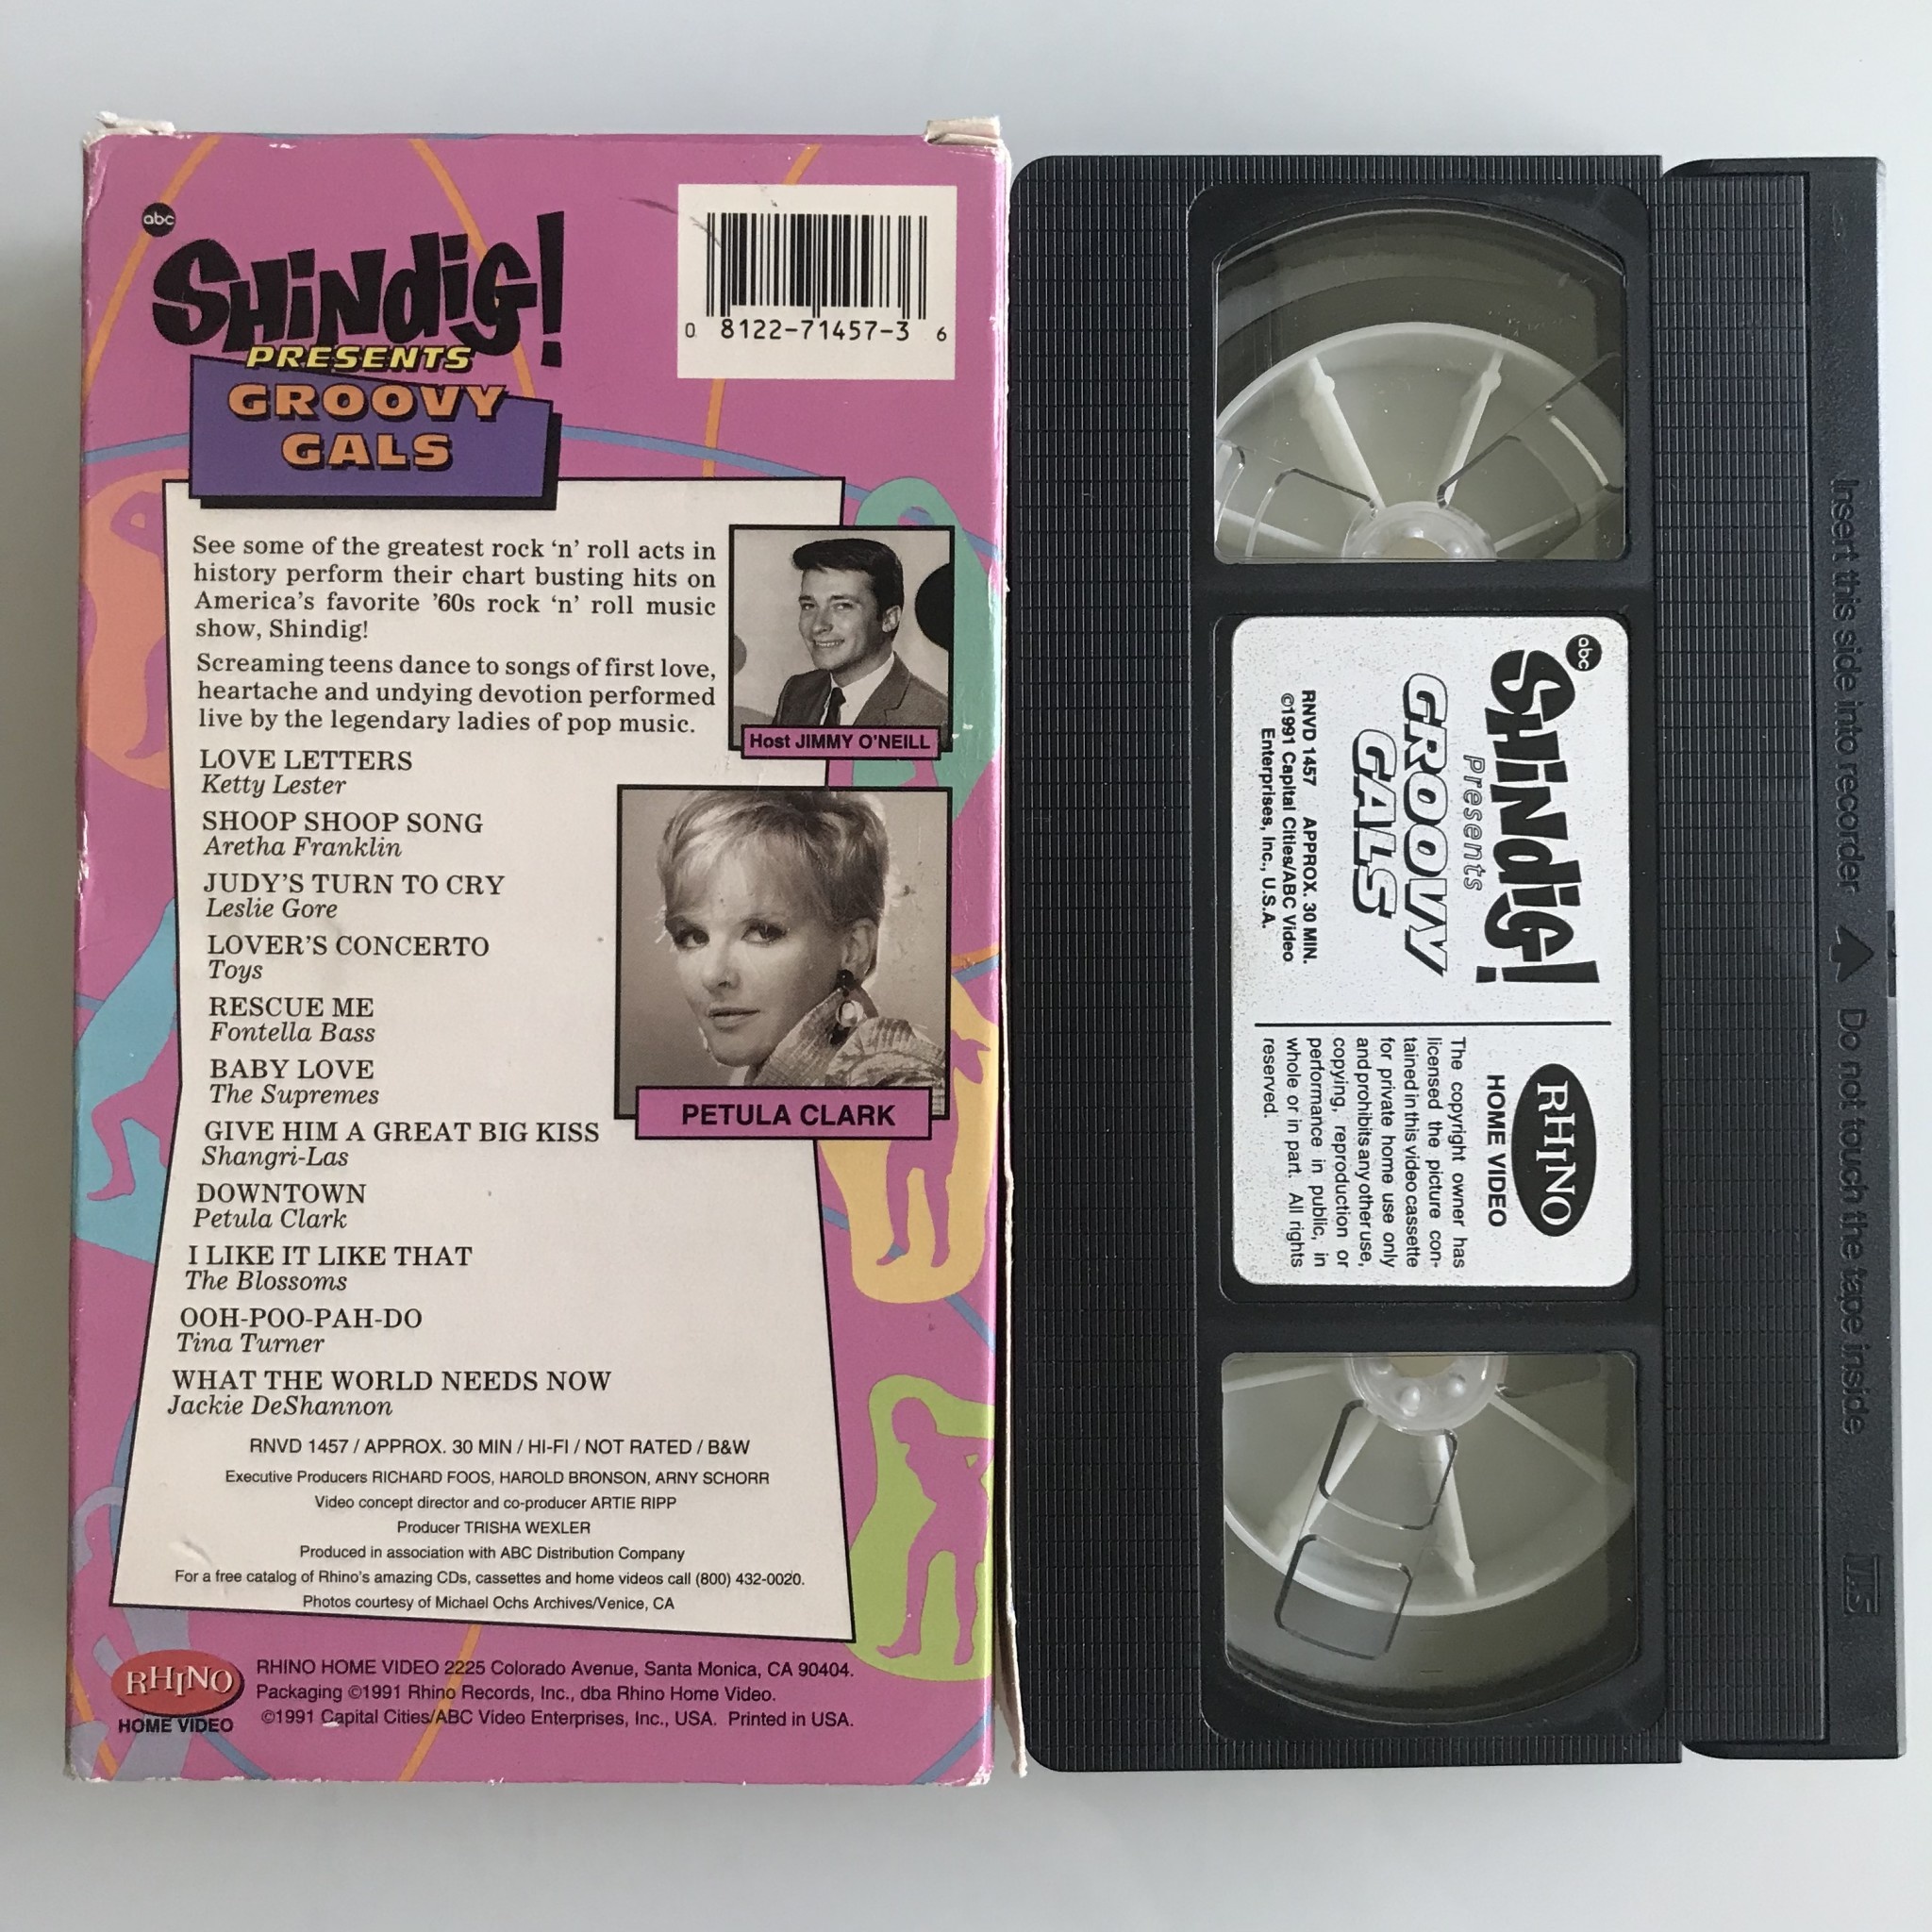 abc
SHiNdiG!
PRESENTS
GROOVY
GALS
0 8122-71457-3 6
See some of the greatest rock ‘n’ roll acts in
history perform their chart busting hits on
America’s favorite ’60s rock ‘n’ roll music
show, Shindig!
Screaming teens dance to songs of first love,
heartache and undying devotion performed
live by the legendary ladies of pop music.
Host JIMMY O'NEILL
LOVE LETTERS
Ketty Lester
SHOOP SHOOP SONG
Aretha Franklin
JUDY’S TURN TO CRY
Leslie Gore
LOVER’S CONCERTO
Toys
RESCUE ME
Fontella Bass
BABY LOVE
The Supremes
PETULA CLARK
GIVE HIM A GREAT BIG KISS
Shangri-Las
DOWNTOWN
Petula Clark
I LIKE IT LIKE THAT
The Blossoms
OOH-POO-PAH-DO
Tina Turner
WHAT THE WORLD NEEDS NOW
Jackie DeShannon
RNVD 1457 / APPROX. 30 MIN / HI-FI / NOT RATED / B&W
Executive Producers RICHARD FOOS, HAROLD BRONSON, ARNY SCHORR
Video concept director and co-producer ARTIE RIPP
Producer TRISHA WEXLER
Produced in association with ABC Distribution Company
For a free catalog of Rhino's amazing CDs, cassettes and home videos call (800) 432-0020.
Photos courtesy of Michael Ochs Archives/Venice, CA
RHINO
HOME VIDEO
RHINO HOME VIDEO 2225 Colorado Avenue, Santa Monica, CA 90404.
Packaging ©1991 Rhino Records, Inc., dba Rhino Home Video.
©1991 Capital Cities/ABC Video Enterprises, Inc., USA. Printed in USA.
abc
SHiNdiG!
Presents
GROOVY
GALS
RNVD 1457 APPROX. 30 MIN.
©1991 Capital Cities/ABC Video
Enterprises, Inc., U.S.A.
RHINO
HOME VIDEO
The copyright owner has
licensed the picture con-
tained in this video cassette
for private home use only
and prohibits any other use,
copying, reproduction or
performance in public, in
whole or in part. All rights
reserved.
Insert this side into recorder ▲ Do not touch the tape inside